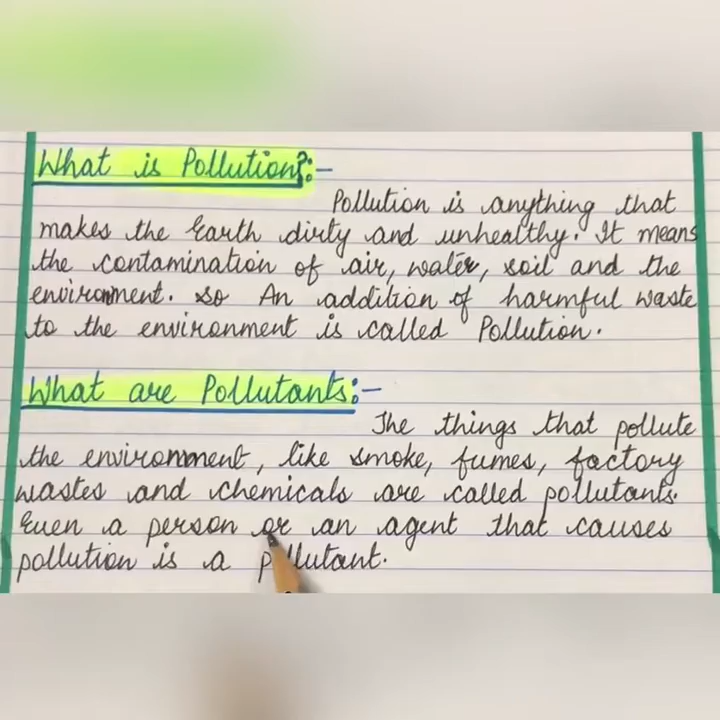 What is Pollution?:-
Pollution is anything that
makes the Earth dirty and unhealthy. It means
the contamination of air, water, soil and the
environment. So An addition of harmful waste
to the environment is called Pollution.
What are Pollutants:-
The things that pollute
the environment, like smoke, fumes, factory
wastes and chemicals are called pollutants.
Even a person or an agent that causes
pollution is a pollutant.